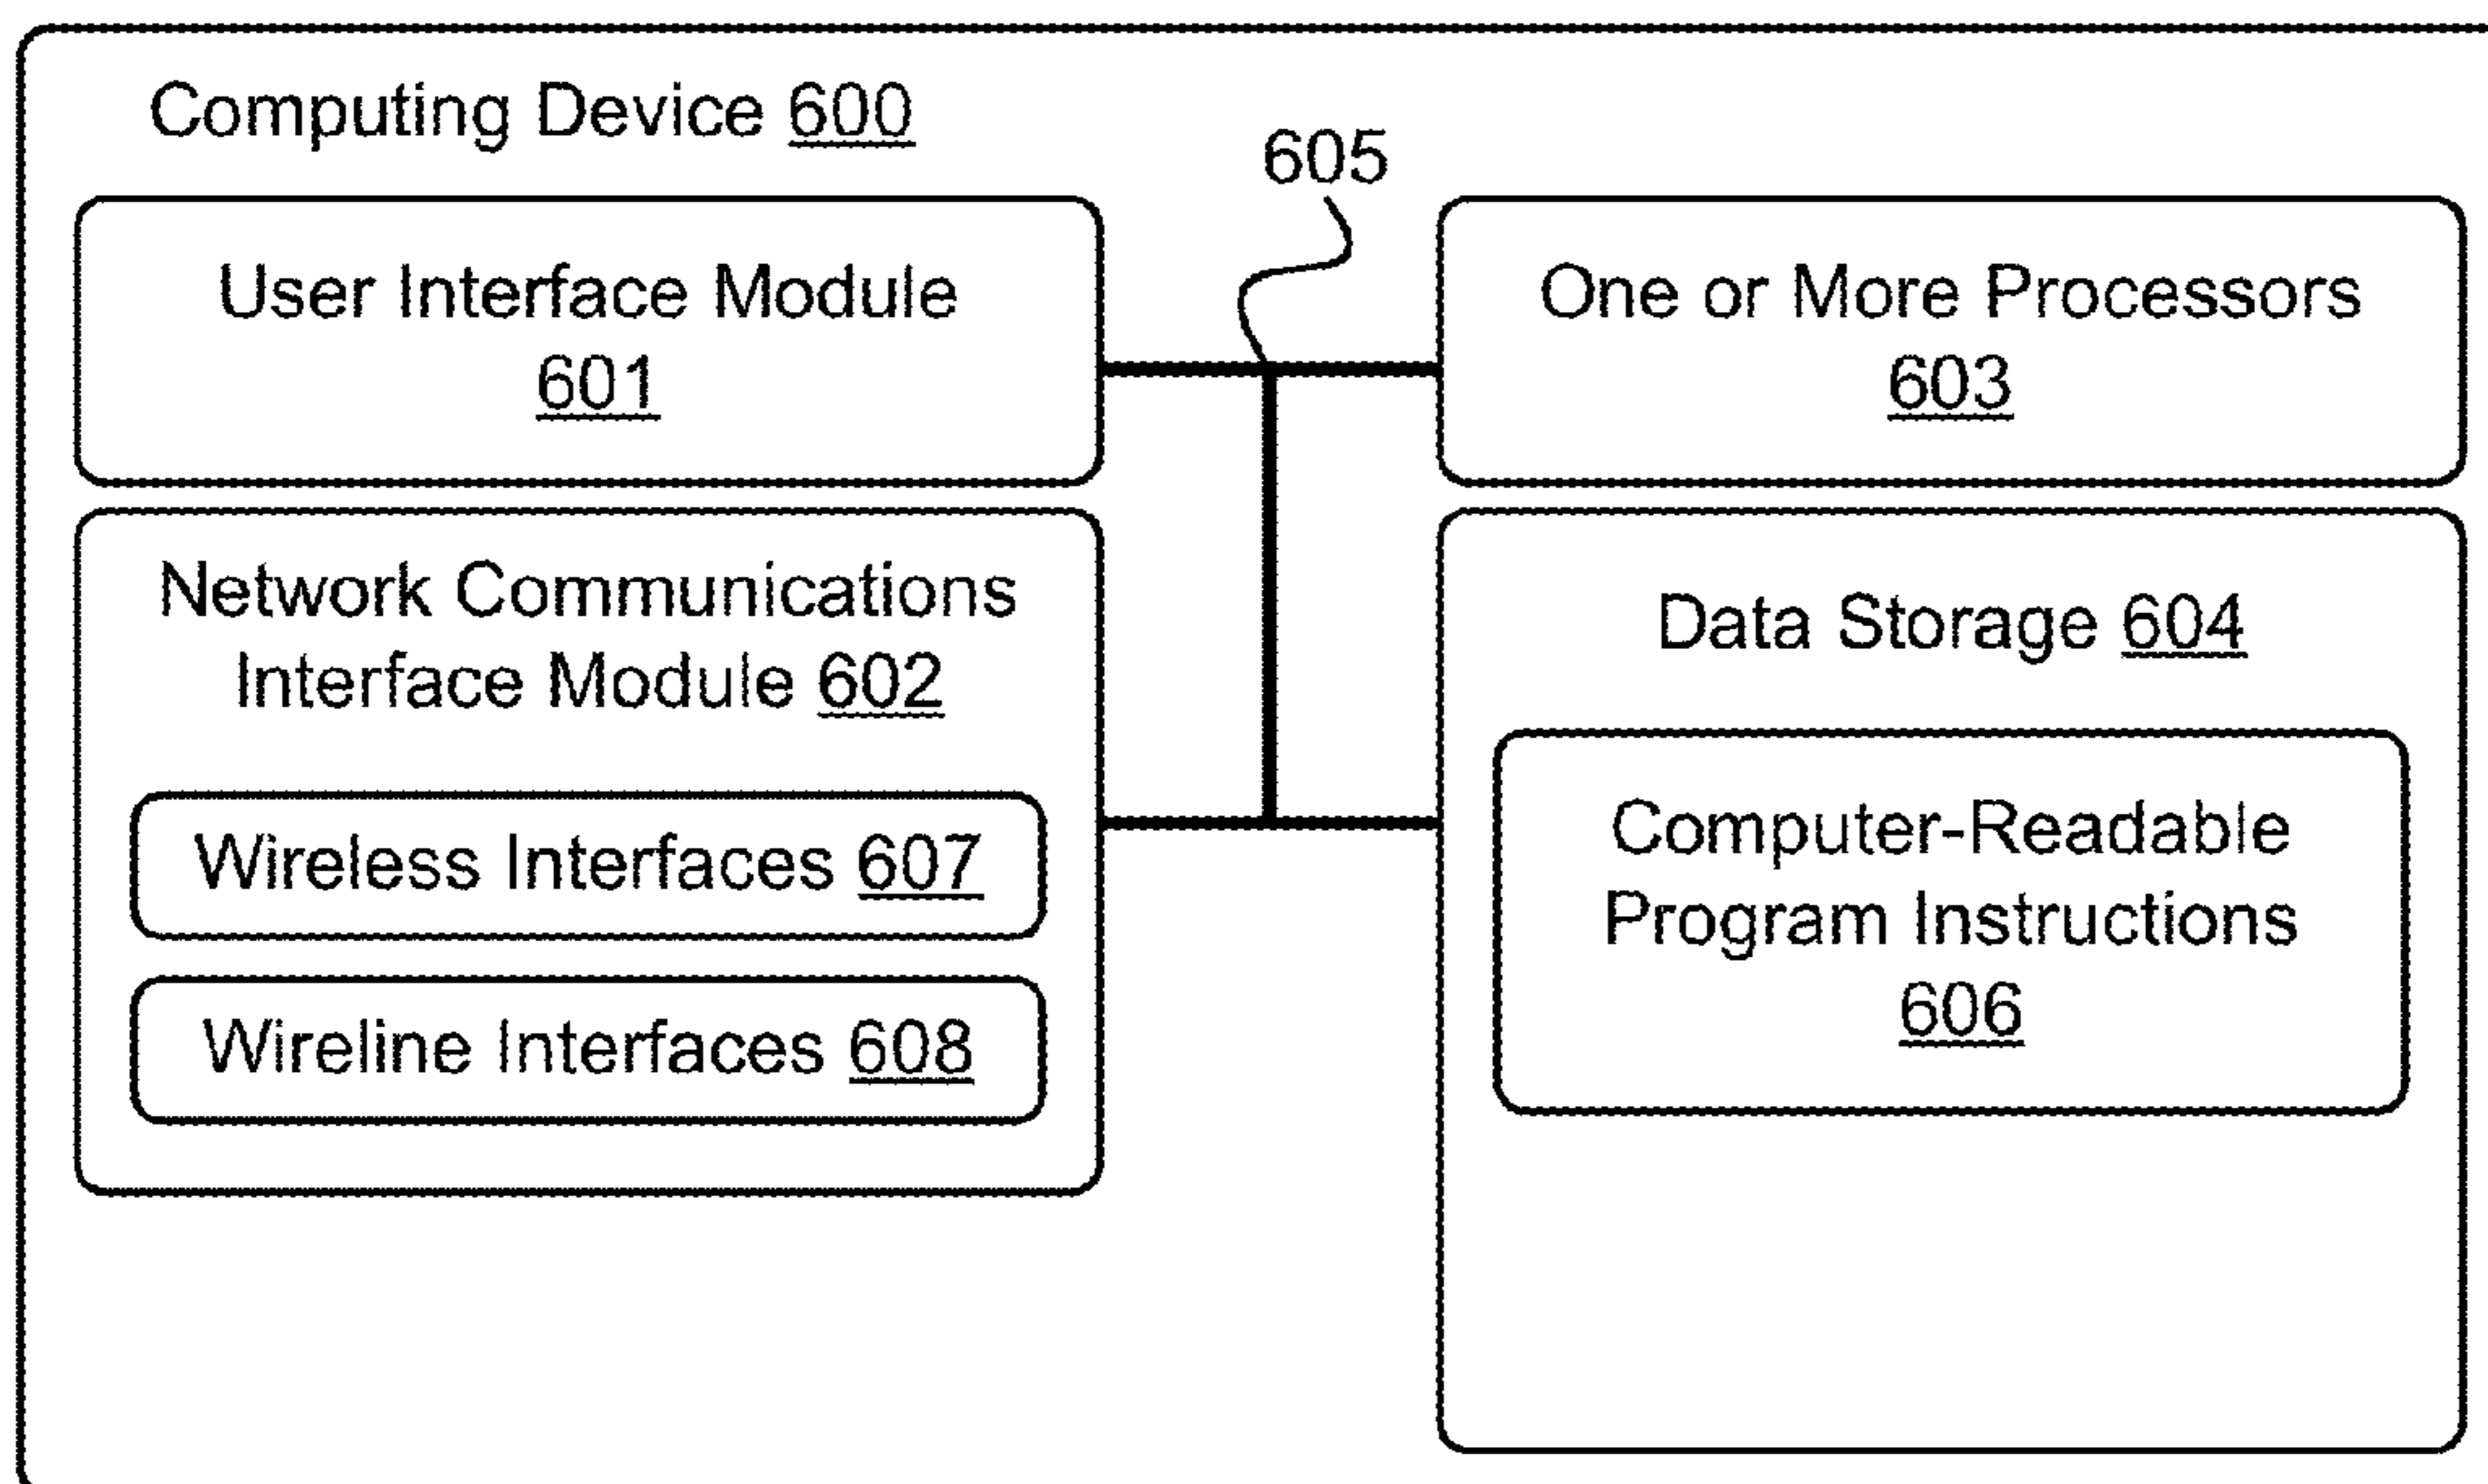 Computing Device 600
605
User Interface Module
601
One or More Processors
603
Network Communications
Interface Module 602
Wireless Interfaces 607
Wireline Interfaces 608
Data Storage 604
Computer-Readable
Program Instructions
606